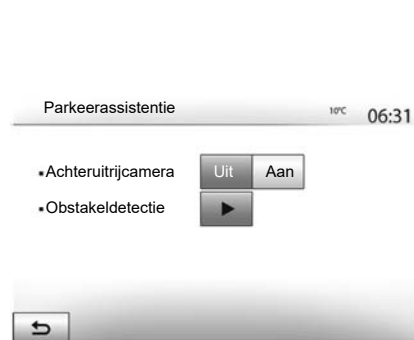 Parkeerassistentie 10°C 06:31
Achteruitrijcamera Uit Aan
Obstakeldetectie